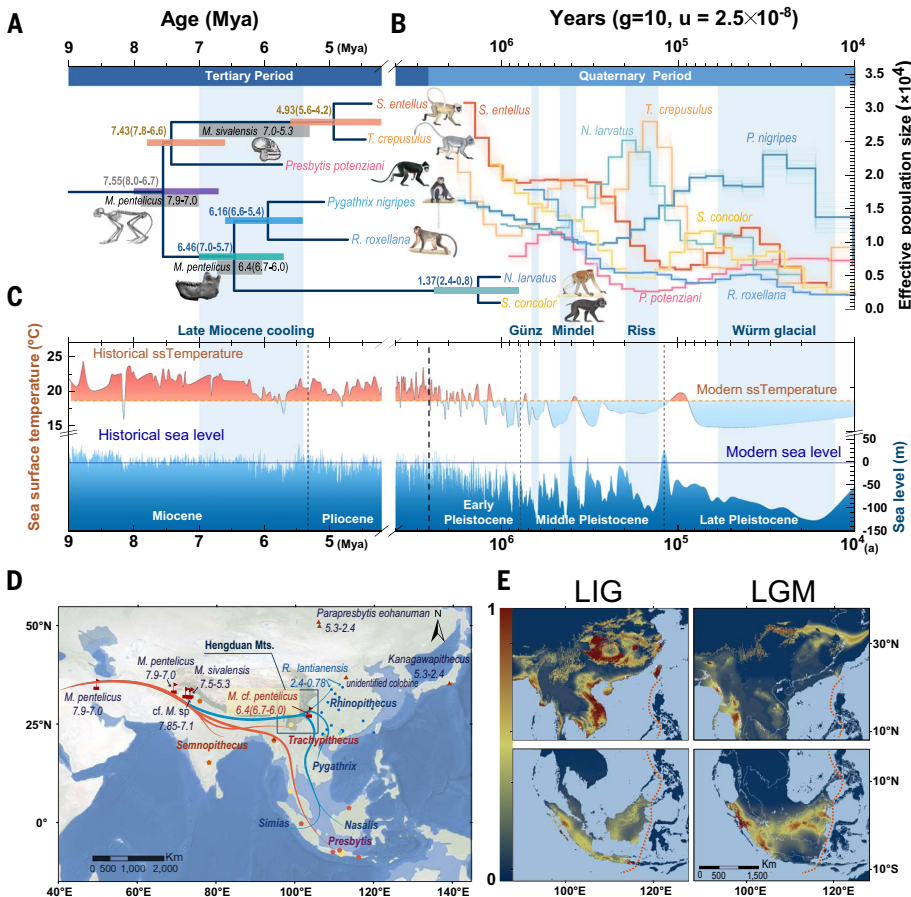 A
Age (Mya)
9 8 7 6 5 (Mya)
Tertiary Period
4.93(5.6-4.2)
S. entellus
7.43(7.8-6.6)
M. sivalensis 7.0-5.3
T. crepusculus
Presbytis potenziani
7.55(8.0-6.7)
M. pentelicus 7.9-7.0
Pygathrix nigripes
6.16(6.6-5.4)
R. roxellana
6.46(7.0-5.7)
M. pentelicus 6.4(6.7-6.0)
1.37(2.4-0.8)
N. larvatus
S. concolor
B
Years (g=10, u = 2.5×10-8)
10⁶ 10⁵ 10⁴
Quaternary Period
S. entellus
T. crepusculus
N. larvatus
P. nigripes
S. concolor
P. potenziani
R. roxellana
3.5
3.0
2.5
2.0
1.5
1.0
0.5
0.0
Effective population size (×10⁴)
C
Late Miocene cooling
Günz Mindel Riss Würm glacial
Historical ssTemperature
Modern ssTemperature
Historical sea level
Modern sea level
Sea surface temperature (ºC)
25
20
15
50
0
-50
-100
-150
Sea level (m)
Miocene
Pliocene
Early
Pleistocene
Middle Pleistocene
Late Pleistocene
9 8 7 6 5 (Mya)
10⁶ 10⁵ 10⁴ (a)
D
50°N
25°N
0°
N
Parapresbytis eohanuman
5.3-2.4
Hengduan Mts.
Kanagawapithecus
5.3-2.4
R. lantianensis
2.4-0.78
unidentified colobine
M. pentelicus
7.9-7.0
M. sivalensis
7.5-5.3
M. pentelicus
7.9-7.0
cf. M. sp
7.85-7.1
M. cf. pentelicus
6.4(6.7-6.0)
Rhinopithecus
Semnopithecus
Trachypithecus
Pygathrix
Simias
Nasalis
Presbytis
Km
0 500 1,000 2,000
40°E 60°E 80°E 100°E 120°E 140°E
E
LIG LGM
1
0
30°N
10°N
10°N
10°S
Km
0 500 1,500
100°E 120°E 100°E 120°E